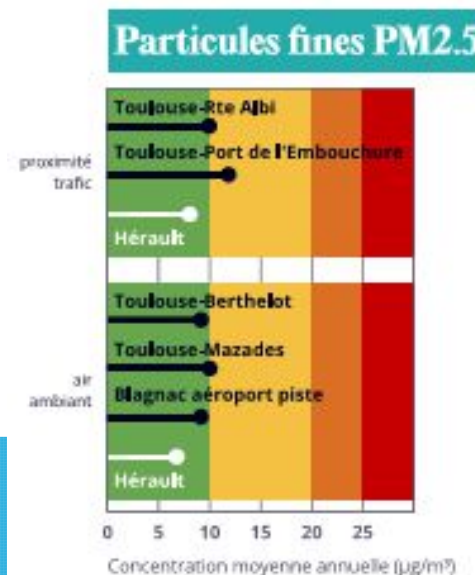 Particules fines PM2.5
Toulouse-Rte Albi
Toulouse-Port de l'Embouchure
proximité
trafic
Hérault
Toulouse-Berthelot
Toulouse-Mazades
Blagnac aéroport piste
air
ambiant
Hérault
0 5 10 15 20 25
Concentration moyenne annuelle (µg/m³)